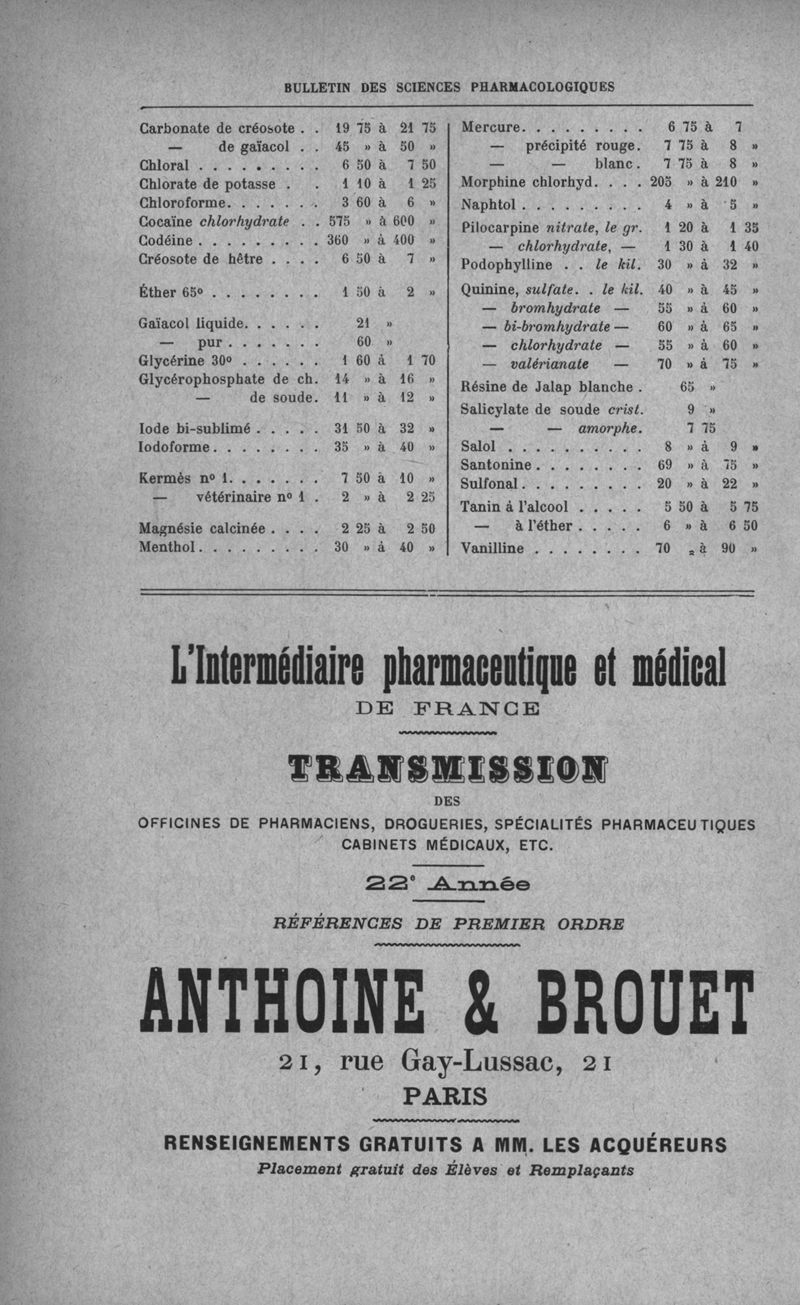 BULLETIN DES SCIENCES PHARMACOLOGIQUES
Carbonate de créosote . . 19 75 à 21 75
— de gaïacol . . 45 » à 50 »
Chloral . . . . . . . . . 6 50 à 7 50
Chlorate de potasse . . 1 10 à 1 25
Chloroforme. . . . . . . 3 60 à 6 »
Cocaïne chlorhydrate . . 575 » à 600 »
Codéine . . . . . . . . . 360 » à 400 »
Créosote de hêtre . . . . 6 50 à 7 »
Éther 65º . . . . . . . . 1 50 à 2 »
Gaïacol liquide. . . . . . 21 »
— pur . . . . . . . 60 »
Glycérine 30º . . . . . . 1 60 à 1 70
Glycérophosphate de ch. 14 » à 16 »
— de soude. 11 » à 12 »
Iode bi-sublimé . . . . . 31 50 à 32 »
Iodoforme. . . . . . . . 35 » à 40 »
Kermés nº 1. . . . . . . 7 50 à 10 »
— vétérinaire nº 1 . 2 » à 2 25
Magnésie calcinée . . . . 2 25 à 2 50
Menthol. . . . . . . . . 30 » à 40 »
Mercure. . . . . . . . . 6 75 à 7
— précipité rouge. 7 75 à 8 »
— — blanc. 7 75 à 8 »
Morphine chlorhyd. . . . 205 » à 210 »
Naphtol . . . . . . . . . 4 » à 5 »
Pilocarpine nitrate, le gr. 1 20 à 1 35
— chlorhydrate, — 1 30 à 1 40
Podophylline . . le kil. 30 » à 32 »
Quinine, sulfate. . le kil. 40 » à 45 »
— bromhydrate — 55 » à 60 »
— bi-bromhydrate — 60 » à 65 »
— chlorhydrate — 55 » à 60 »
— valérianate — 70 » à 75 »
Résine de Jalap blanche . 65 »
Salicylate de soude crist. 9 »
— — amorphe. 7 75
Salol . . . . . . . . . . 8 » à 9 »
Santonine . . . . . . . . 69 » à 75 »
Sulfonal. . . . . . . . . 20 » à 22 »
Tanin à l'alcool . . . . . 5 50 à 5 75
— à l'éther . . . . . 6 » à 6 50
Vanilline . . . . . . . . 70 » à 90 »
L'Intermédiaire pharmaceutique et médical
DE FRANCE
TRANSMISSION
DES
OFFICINES DE PHARMACIENS, DROGUERIES, SPÉCIALITÉS PHARMACEUTIQUES
CABINETS MÉDICAUX, ETC.
22e Année
RÉFÉRENCES DE PREMIER ORDRE
ANTHOINE & BROUET
21, rue Gay-Lussac, 21
PARIS
RENSEIGNEMENTS GRATUITS A MM. LES ACQUÉREURS
Placement gratuit des Élèves et Remplaçants